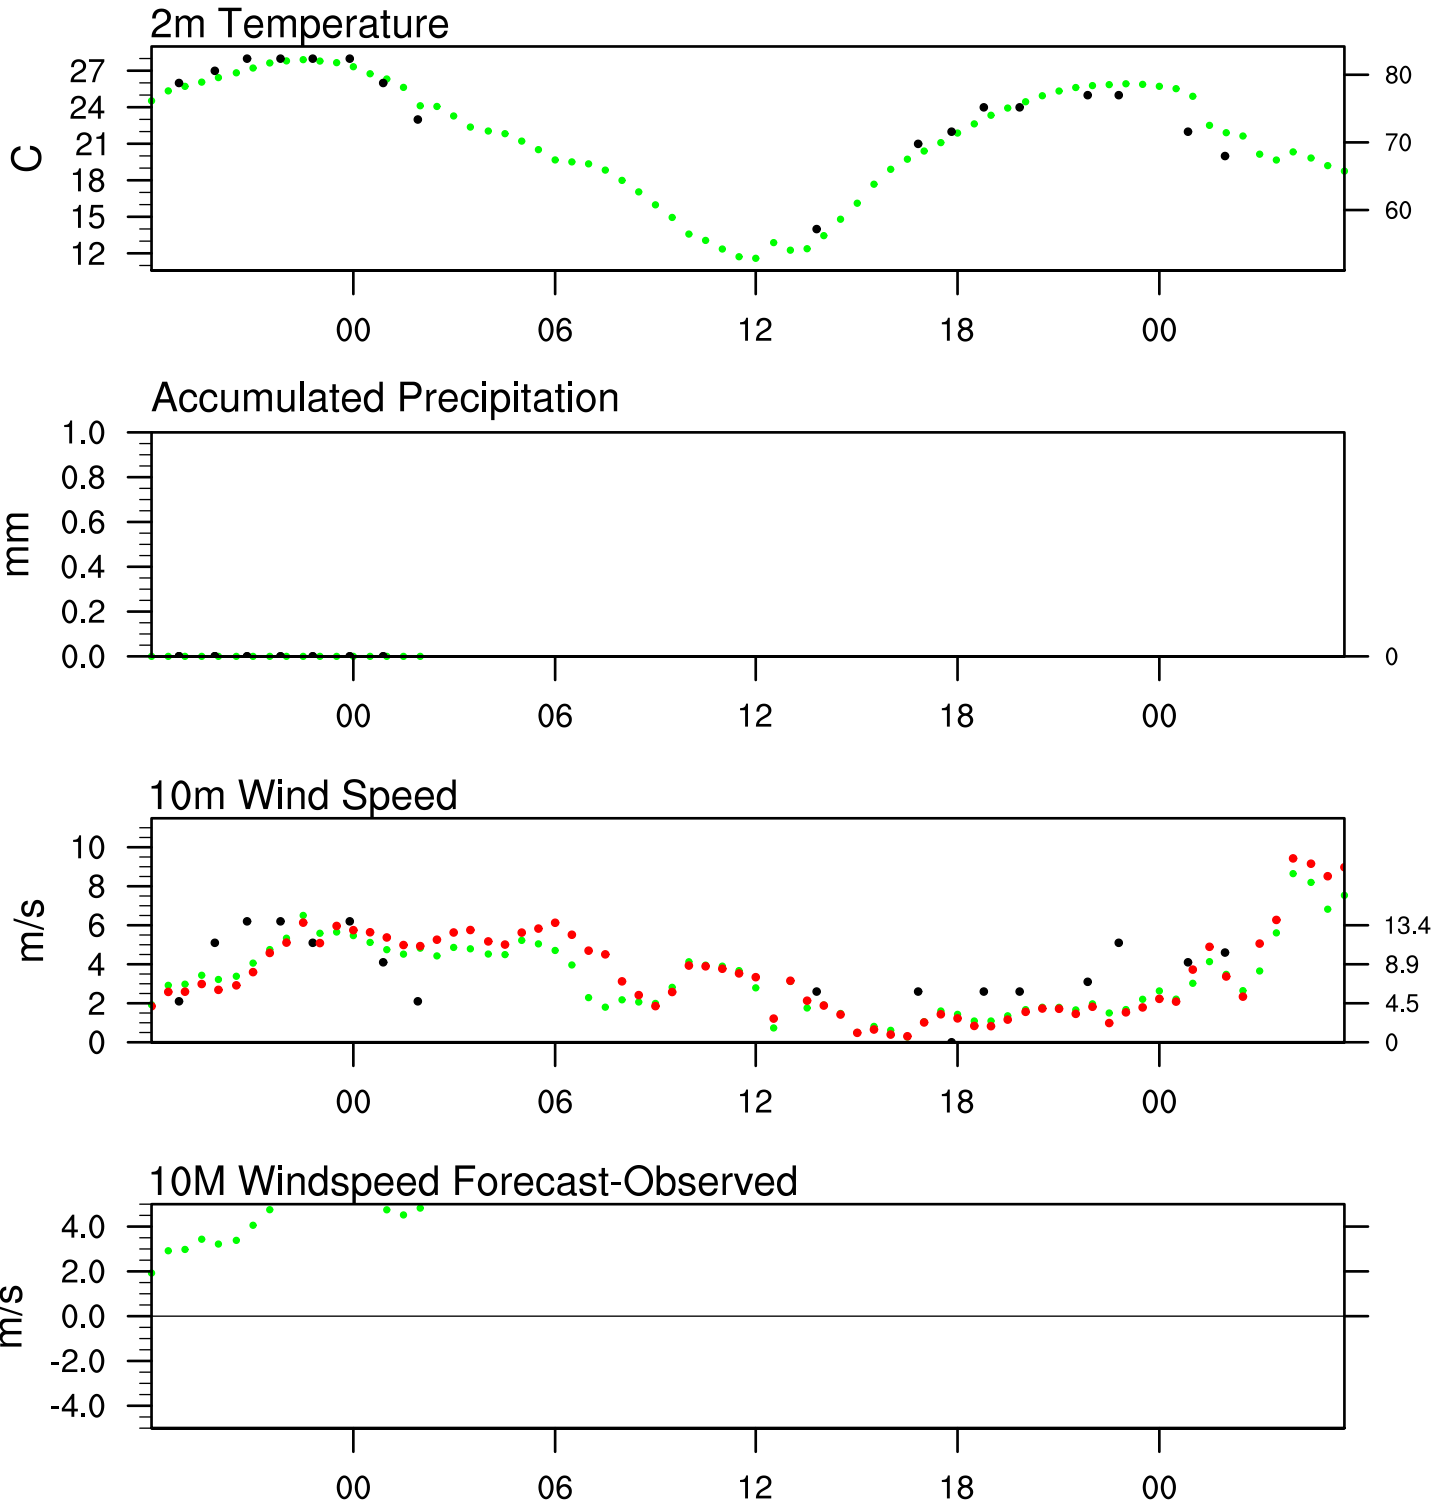 2m Temperature
27
24
21
18
15
12
C
80
70
60
00 06 12 18 00
Accumulated Precipitation
1.0
0.8
0.6
0.4
0.2
0.0
mm
0
00 06 12 18 00
10m Wind Speed
10
8
6
4
2
0
m/s
13.4
8.9
4.5
0
00 06 12 18 00
10M Windspeed Forecast-Observed
4.0
2.0
0.0
-2.0
-4.0
m/s
00 06 12 18 00